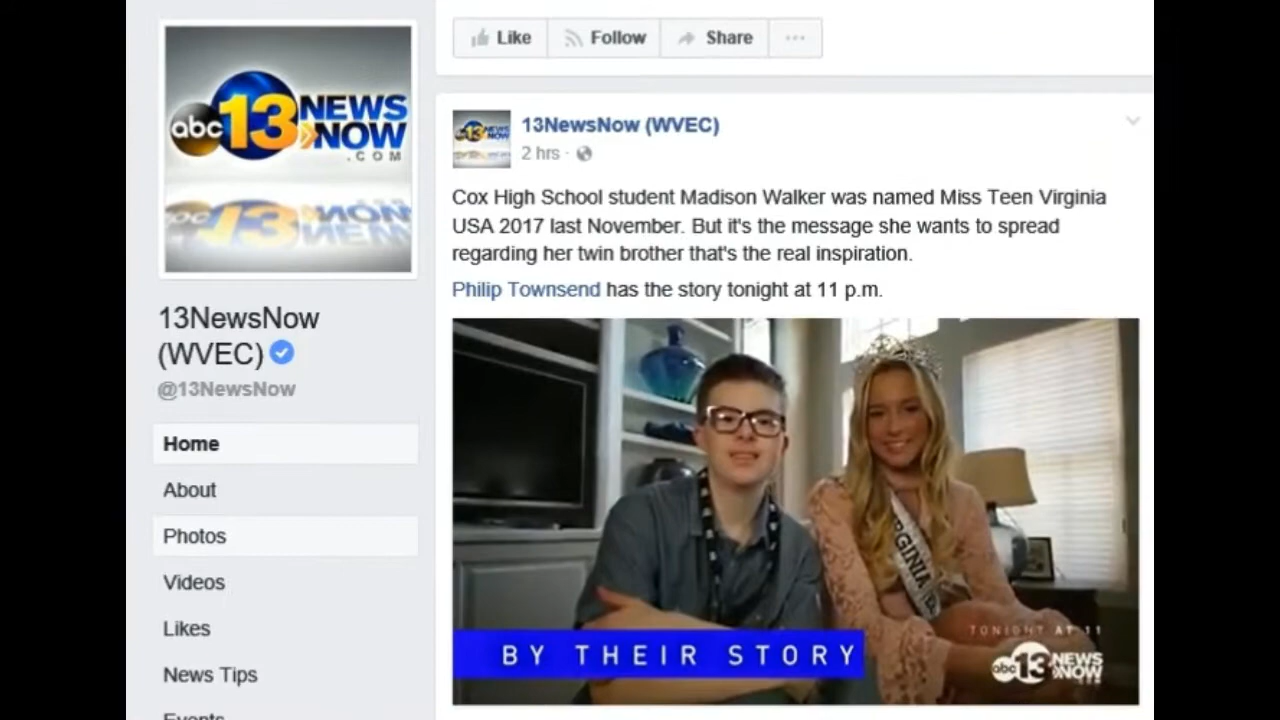 abc 13 NEWS NOW .COM
13NewsNow
(WVEC)
@13NewsNow
Home
About
Photos
Videos
Likes
News Tips
Events
Like Follow Share
13NewsNow (WVEC)
2 hrs
Cox High School student Madison Walker was named Miss Teen Virginia
USA 2017 last November. But it's the message she wants to spread
regarding her twin brother that's the real inspiration.
Philip Townsend has the story tonight at 11 p.m.
BY THEIR STORY
TONIGHT AT 11
abc 13 NEWS NOW